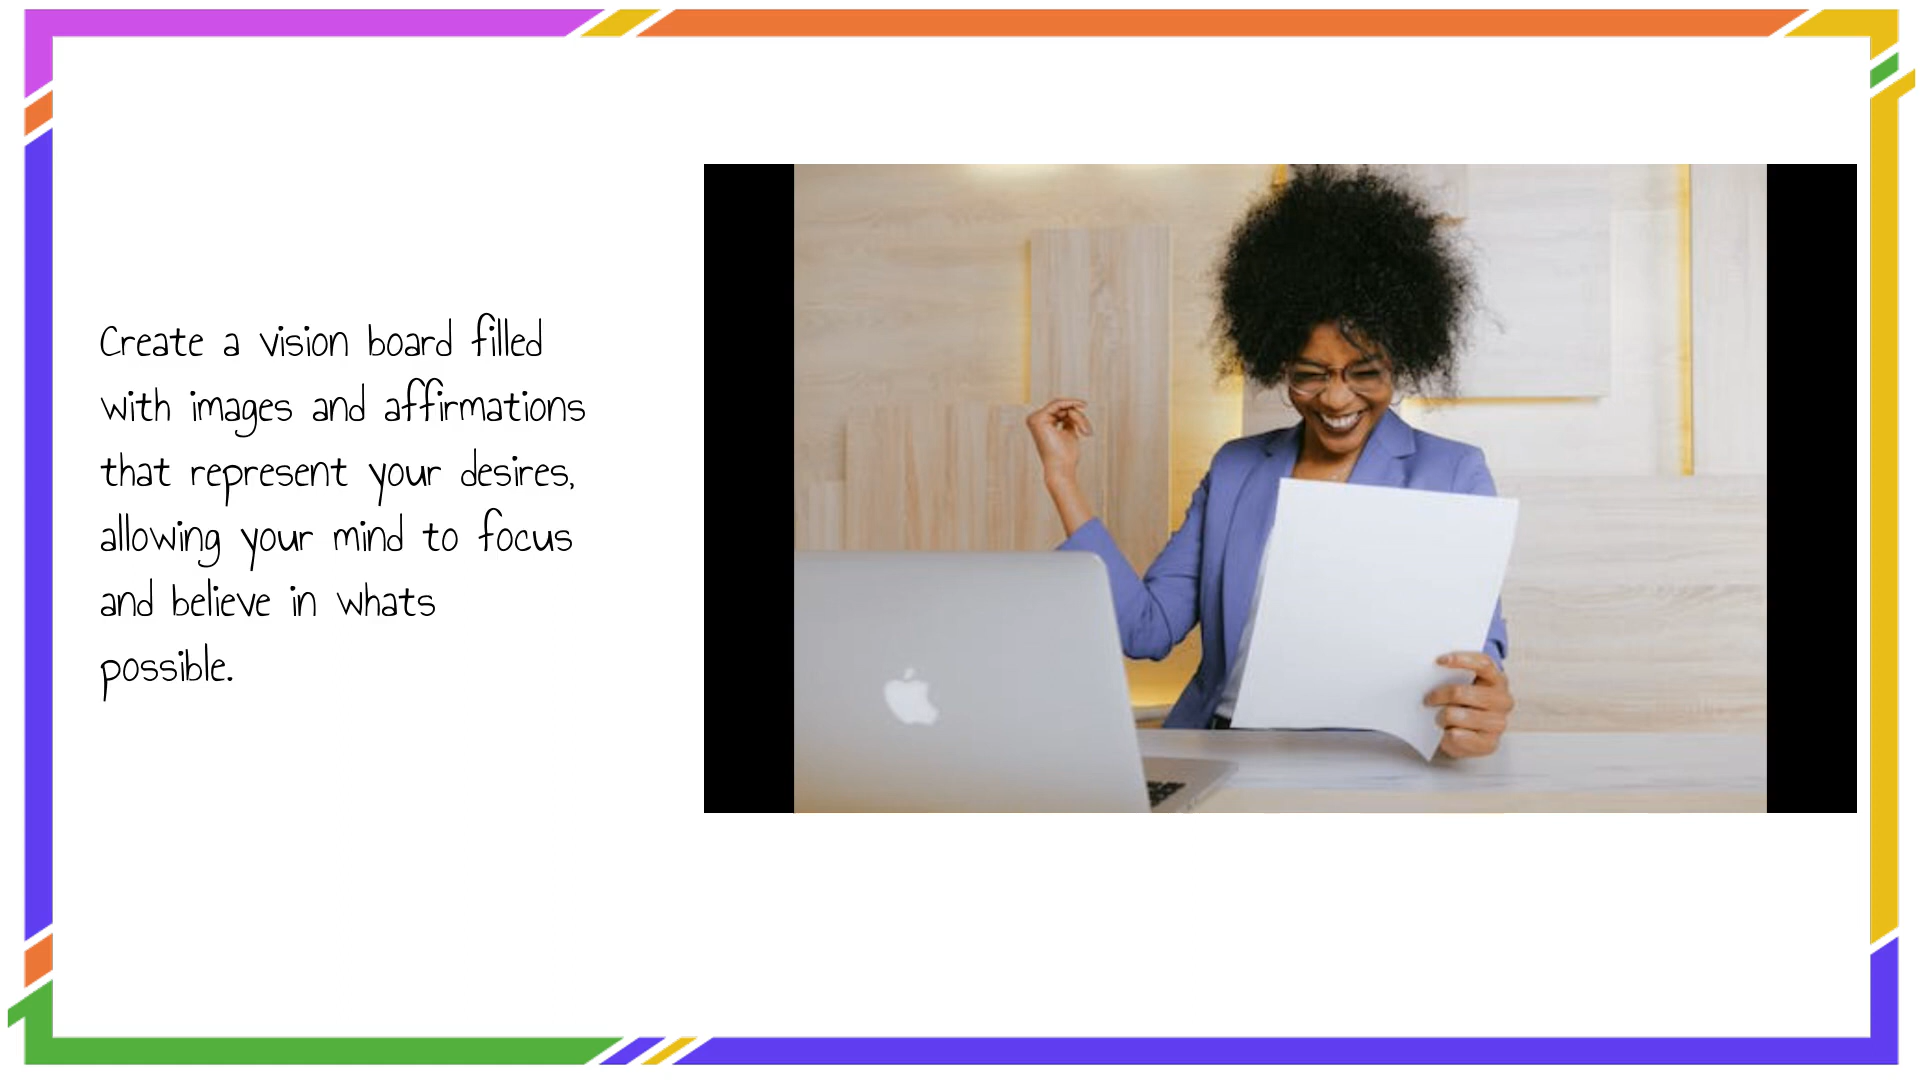 Create a vision board filled
with images and affirmations
that represent your desires,
allowing your mind to focus
and believe in whats
possible.